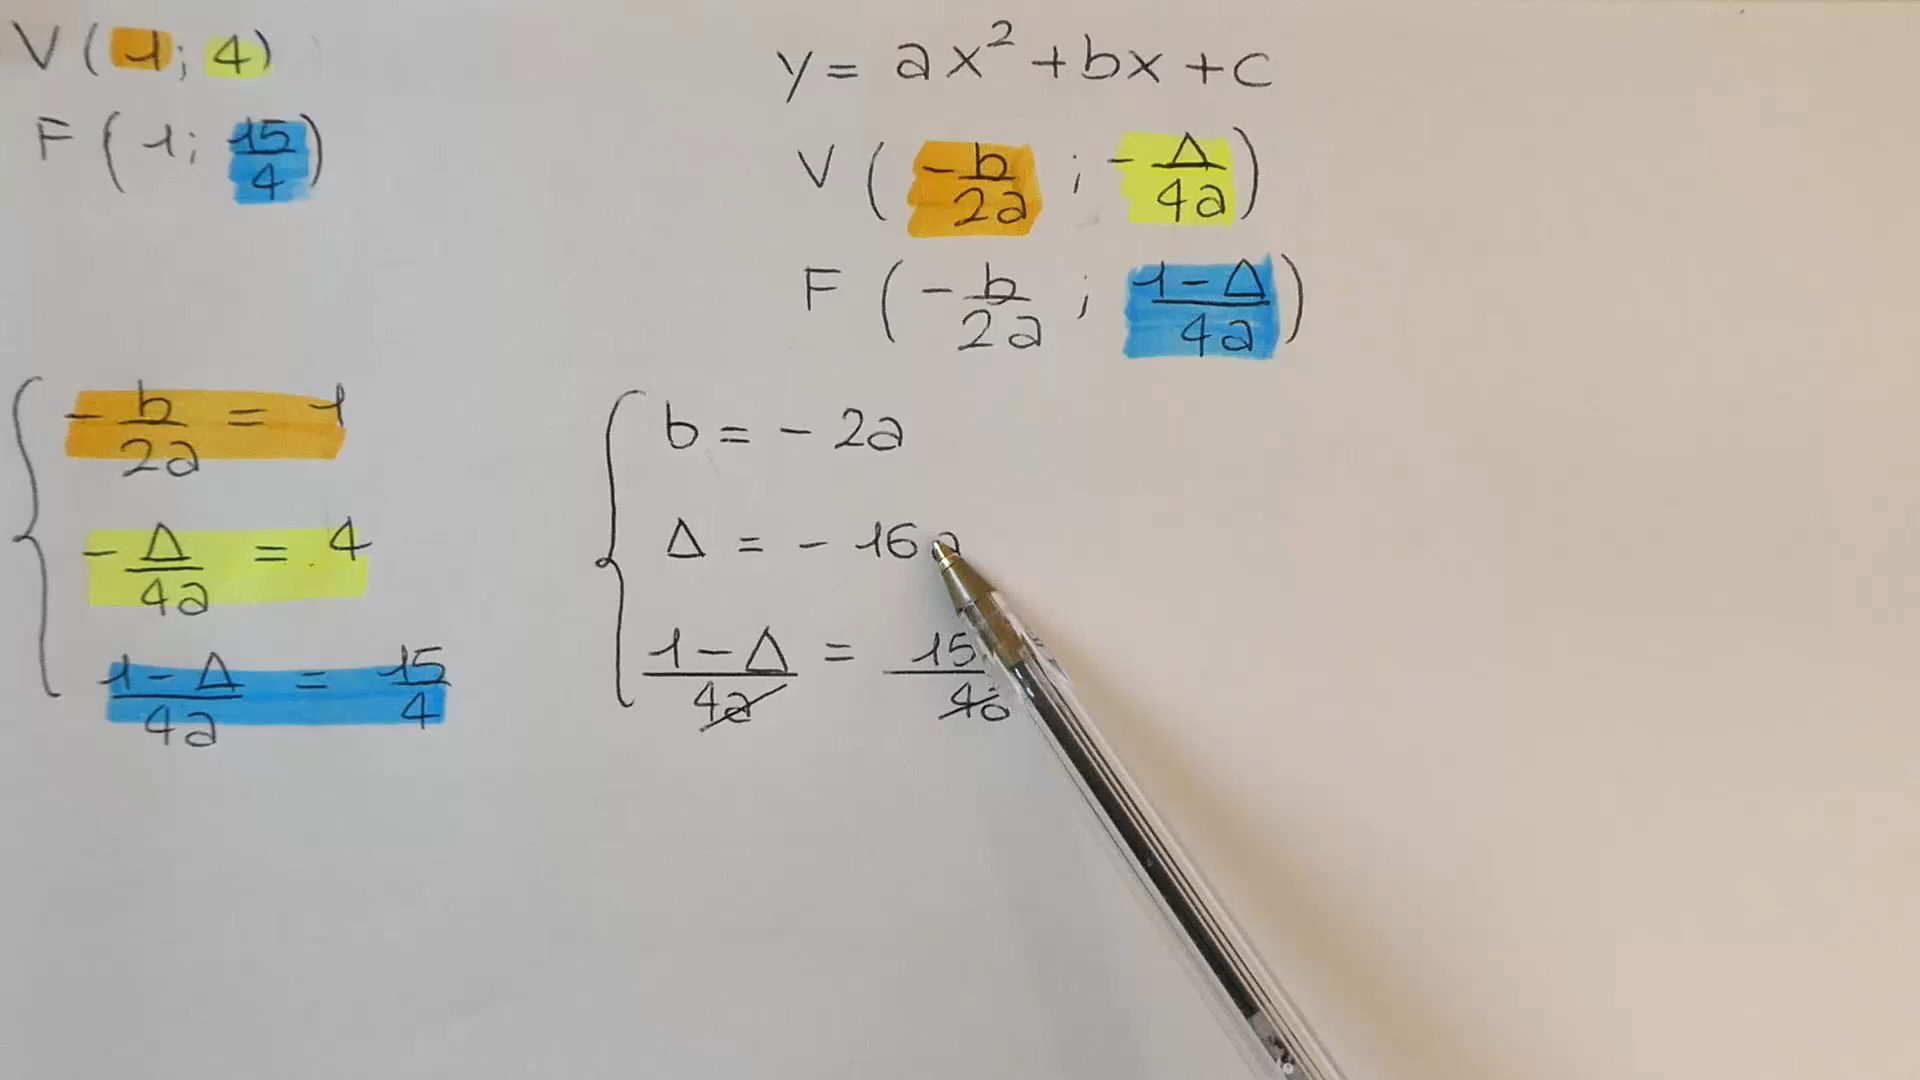 V (1; 4)
F (1; 15/4)
y = ax² + bx + c
V (-b/2a ; -Δ/4a)
F (-b/2a ; 1-Δ/4a)
-b/2a = 1
-Δ/4a = 4
1-Δ/4a = 15/4
b = -2a
Δ = -16a
1-Δ/4a = 15/4a